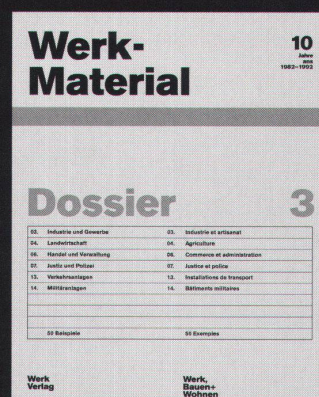 Werk-
Material
10
Jahre
ans
1982–1992
Dossier 3
03. Industrie und Gewerbe 03. Industrie et artisanat
04. Landwirtschaft 04. Agriculture
06. Handel und Verwaltung 06. Commerce et administration
07. Justiz und Polizei 07. Justice et police
13. Verkehrsanlagen 13. Installations de transport
14. Militäranlagen 14. Bâtiments militaires
50 Beispiele 50 Exemples
Werk
Verlag
Werk,
Bauen+
Wohnen